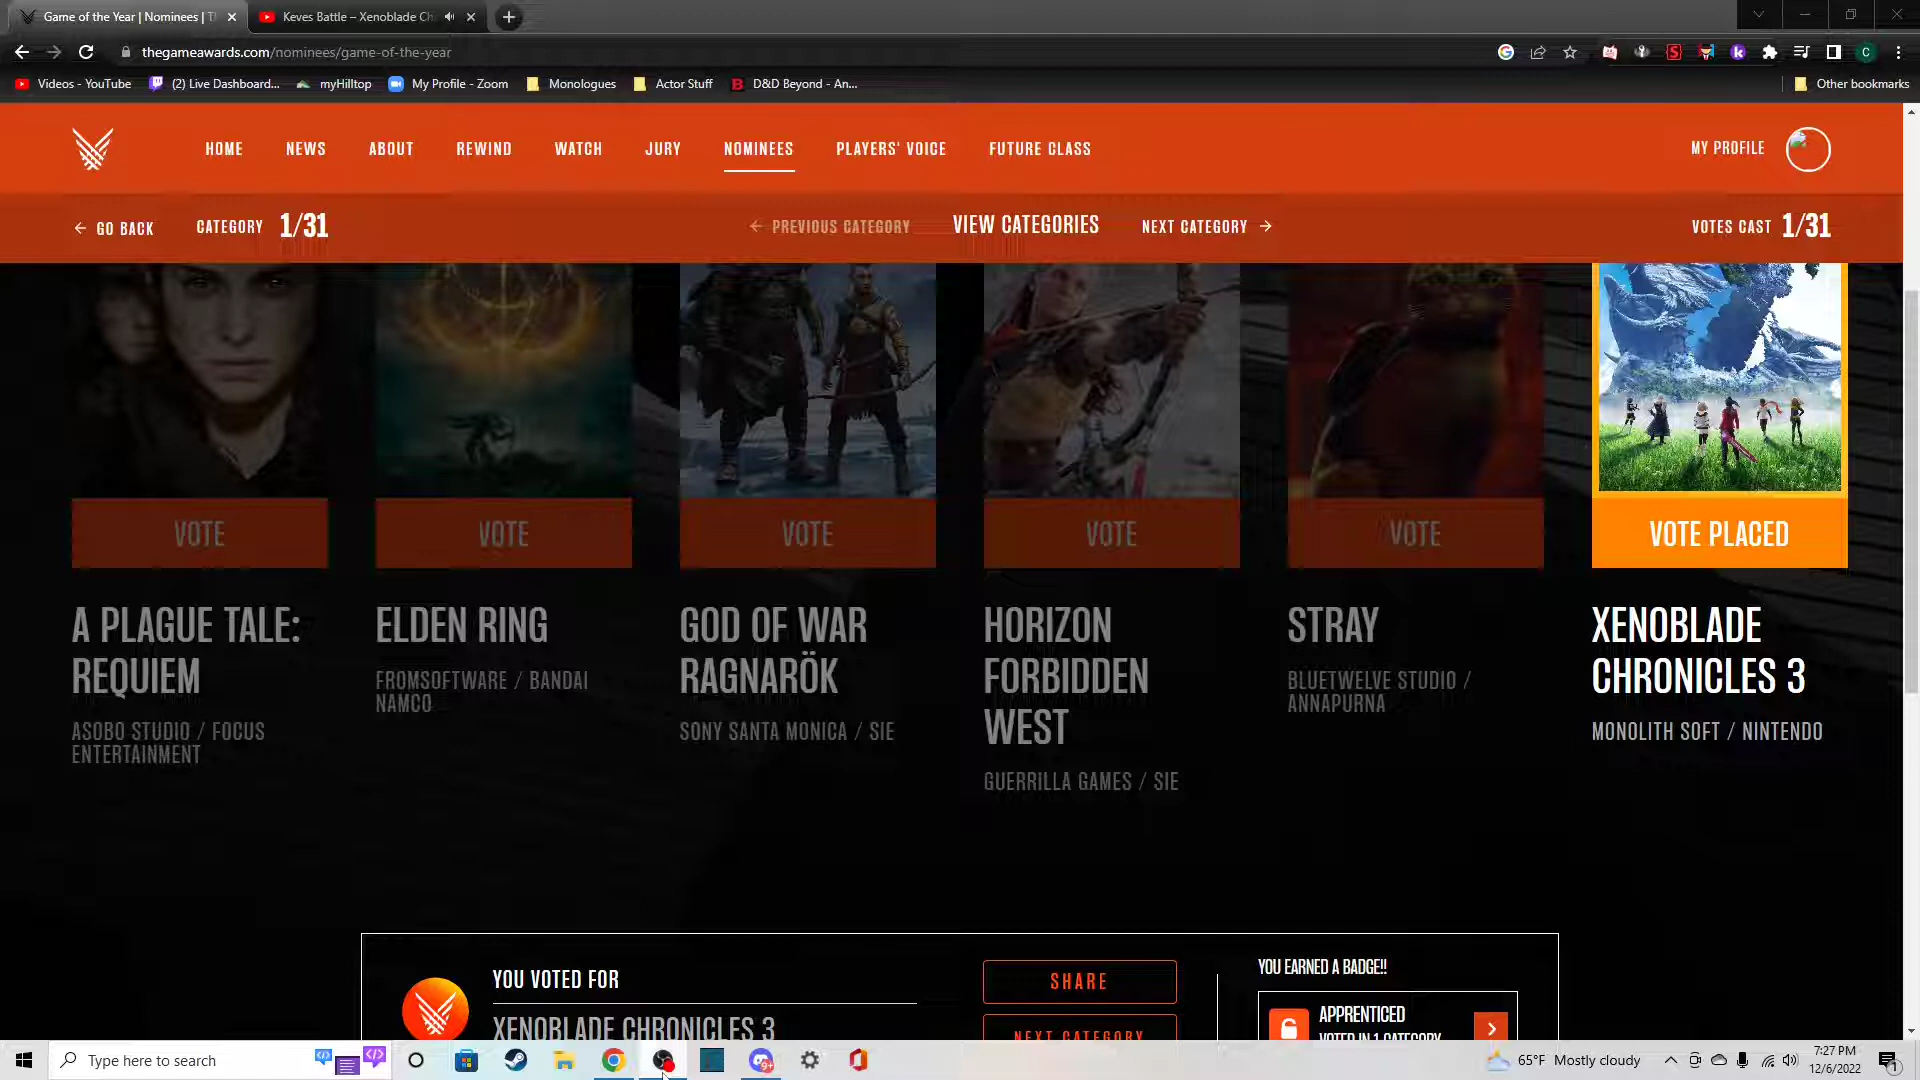 Game of the Year | Nominees | T
Keves Battle – Xenoblade Ch
thegameawards.com/nominees/game-of-the-year
Videos - YouTube
(2) Live Dashboard...
myHilltop
My Profile - Zoom
Monologues
Actor Stuff
D&D Beyond - An...
Other bookmarks
HOME
NEWS
ABOUT
REWIND
WATCH
JURY
NOMINEES
PLAYERS' VOICE
FUTURE CLASS
MY PROFILE
GO BACK
CATEGORY 1/31
PREVIOUS CATEGORY
VIEW CATEGORIES
NEXT CATEGORY
VOTES CAST 1/31
VOTE
VOTE
VOTE
VOTE
VOTE
VOTE PLACED
A PLAGUE TALE:
REQUIEM
ASOBO STUDIO / FOCUS
ENTERTAINMENT
ELDEN RING
FROMSOFTWARE / BANDAI
NAMCO
GOD OF WAR
RAGNARÖK
SONY SANTA MONICA / SIE
HORIZON
FORBIDDEN
WEST
GUERRILLA GAMES / SIE
STRAY
BLUETWELVE STUDIO /
ANNAPURNA
XENOBLADE
CHRONICLES 3
MONOLITH SOFT / NINTENDO
YOU VOTED FOR
XENOBLADE CHRONICLES 3
SHARE
NEXT CATEGORY
YOU EARNED A BADGE!!
APPRENTICED
VOTED IN 1 CATEGORY
Type here to search
9+
65°F Mostly cloudy
7:27 PM
12/6/2022
1